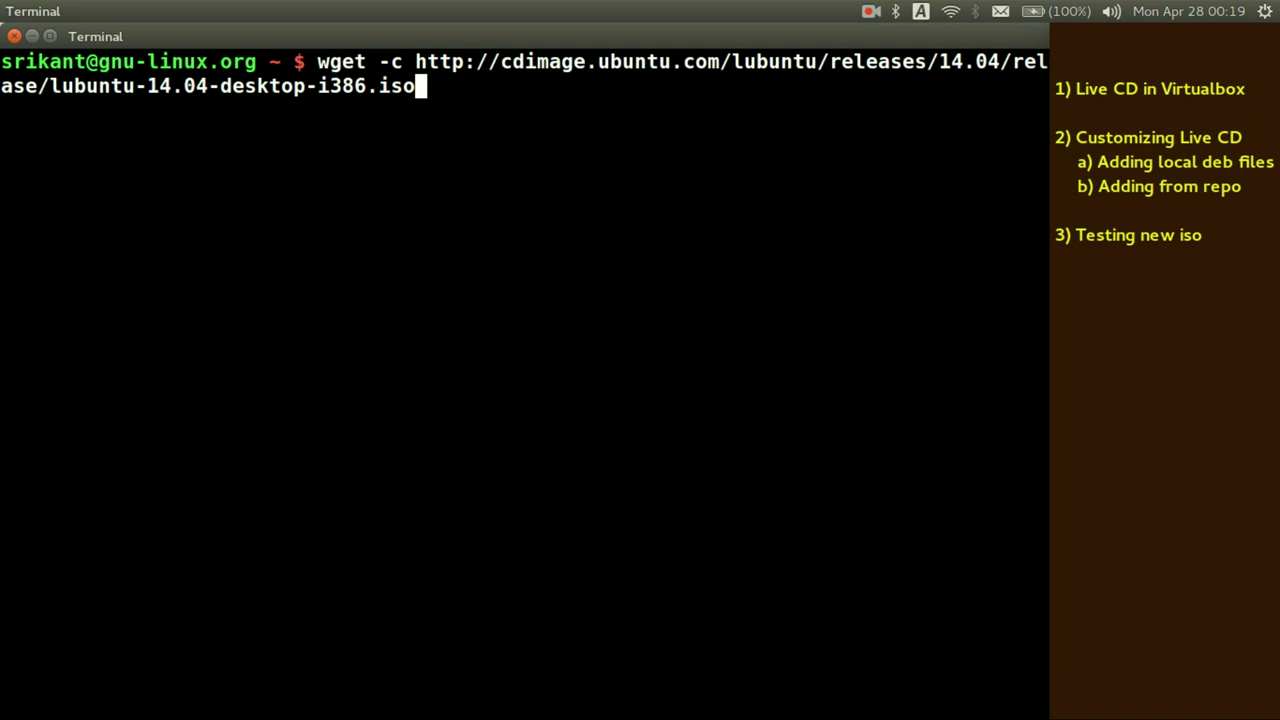 Terminal
A
(100%)
Mon Apr 28 00:19
Terminal
srikant@gnu-linux.org ~ $ wget -c http://cdimage.ubuntu.com/lubuntu/releases/14.04/rel
ase/lubuntu-14.04-desktop-i386.iso
1) Live CD in Virtualbox
2) Customizing Live CD
a) Adding local deb files
b) Adding from repo
3) Testing new iso